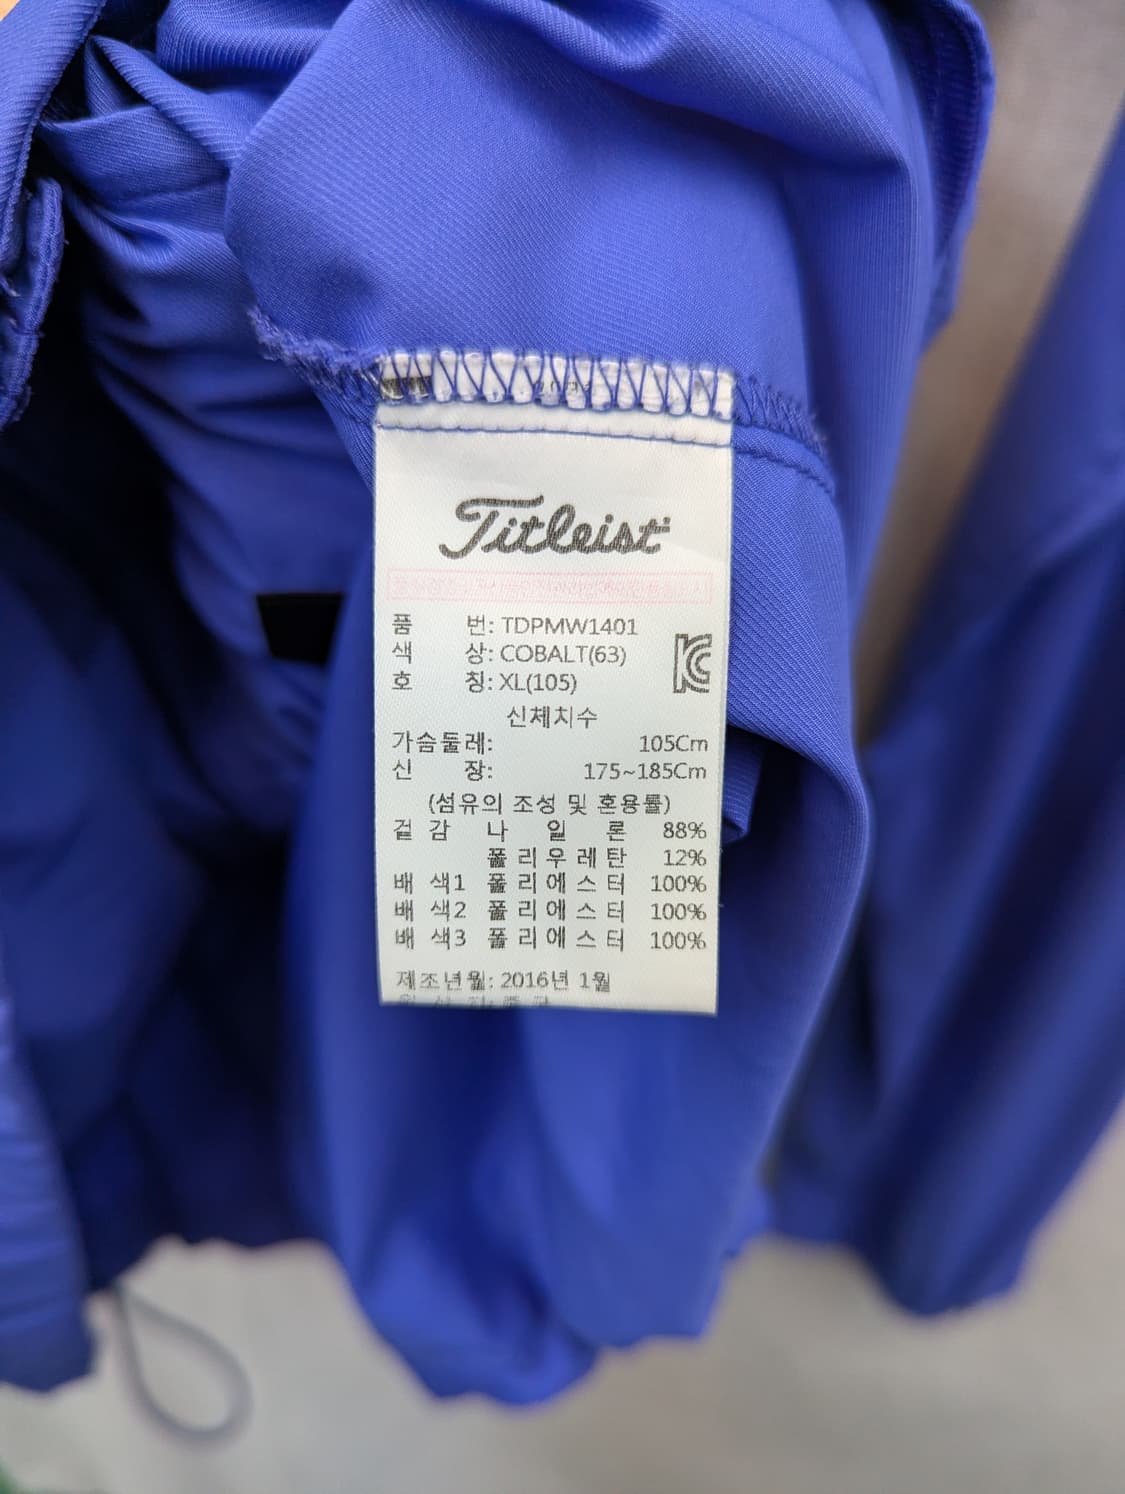 Titleist
품 번: TDPMW1401
색 상: COBALT(63)
호 칭: XL(105)
신체치수
가슴둘레: 105Cm
신 장: 175~185Cm
(섬유의 조성 및 혼용률)
겉 감 나 일 론 88%
폴 리 우 레 탄 12%
배 색1 폴 리 에 스 터 100%
배 색2 폴 리 에 스 터 100%
배 색3 폴 리 에 스 터 100%
제조년월: 2016년 1월